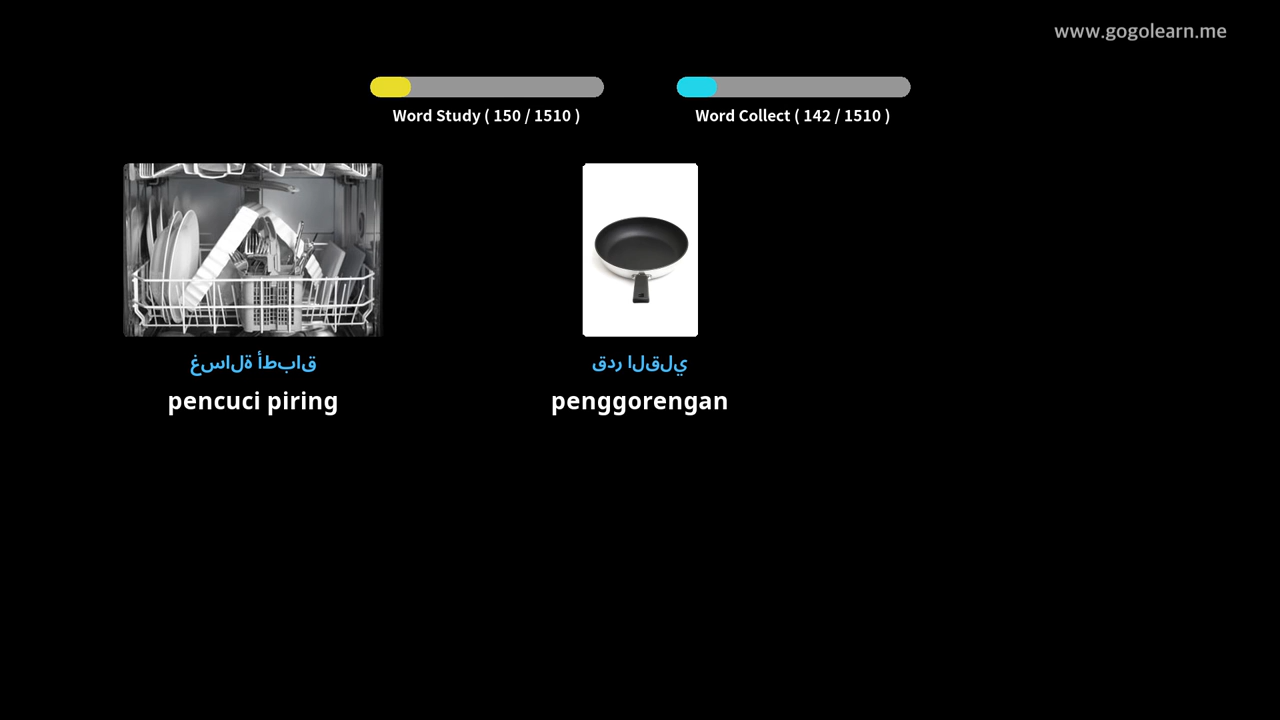 www.gogolearn.me
Word Study ( 150 / 1510 )
Word Collect ( 142 / 1510 )
غسالة أطباق
pencuci piring
قدر القلي
penggorengan